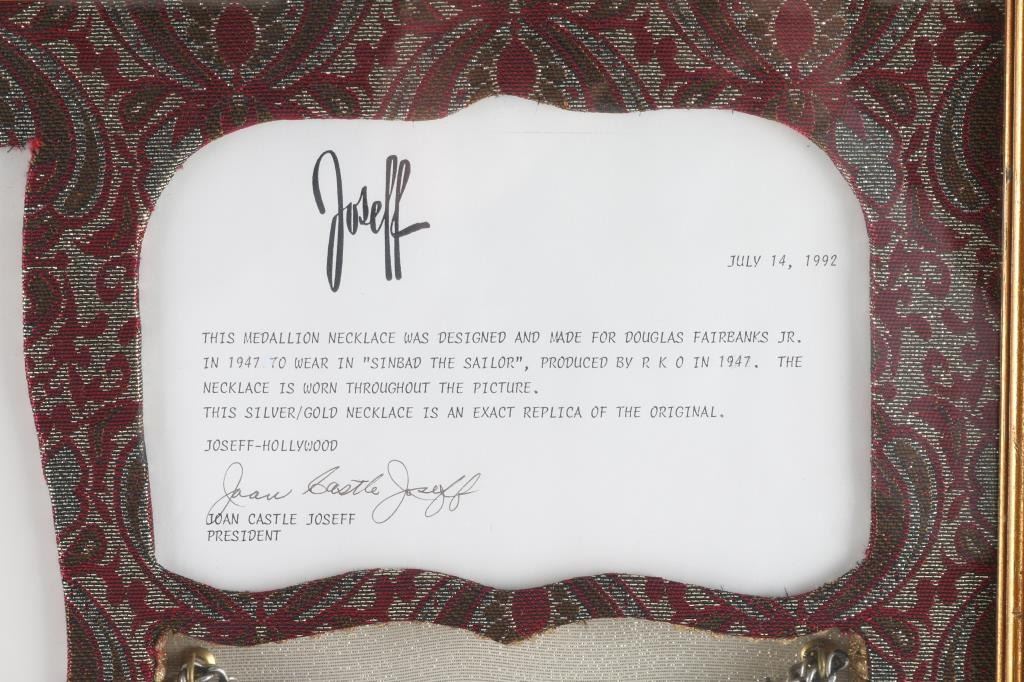 Joseff
JULY 14, 1992
THIS MEDALLION NECKLACE WAS DESIGNED AND MADE FOR DOUGLAS FAIRBANKS JR.
IN 1947 TO WEAR IN "SINBAD THE SAILOR", PRODUCED BY R K O IN 1947. THE
NECKLACE IS WORN THROUGHOUT THE PICTURE.
THIS SILVER/GOLD NECKLACE IS AN EXACT REPLICA OF THE ORIGINAL.
JOSEFF-HOLLYWOOD
Joan Castle Joseff
JOAN CASTLE JOSEFF
PRESIDENT